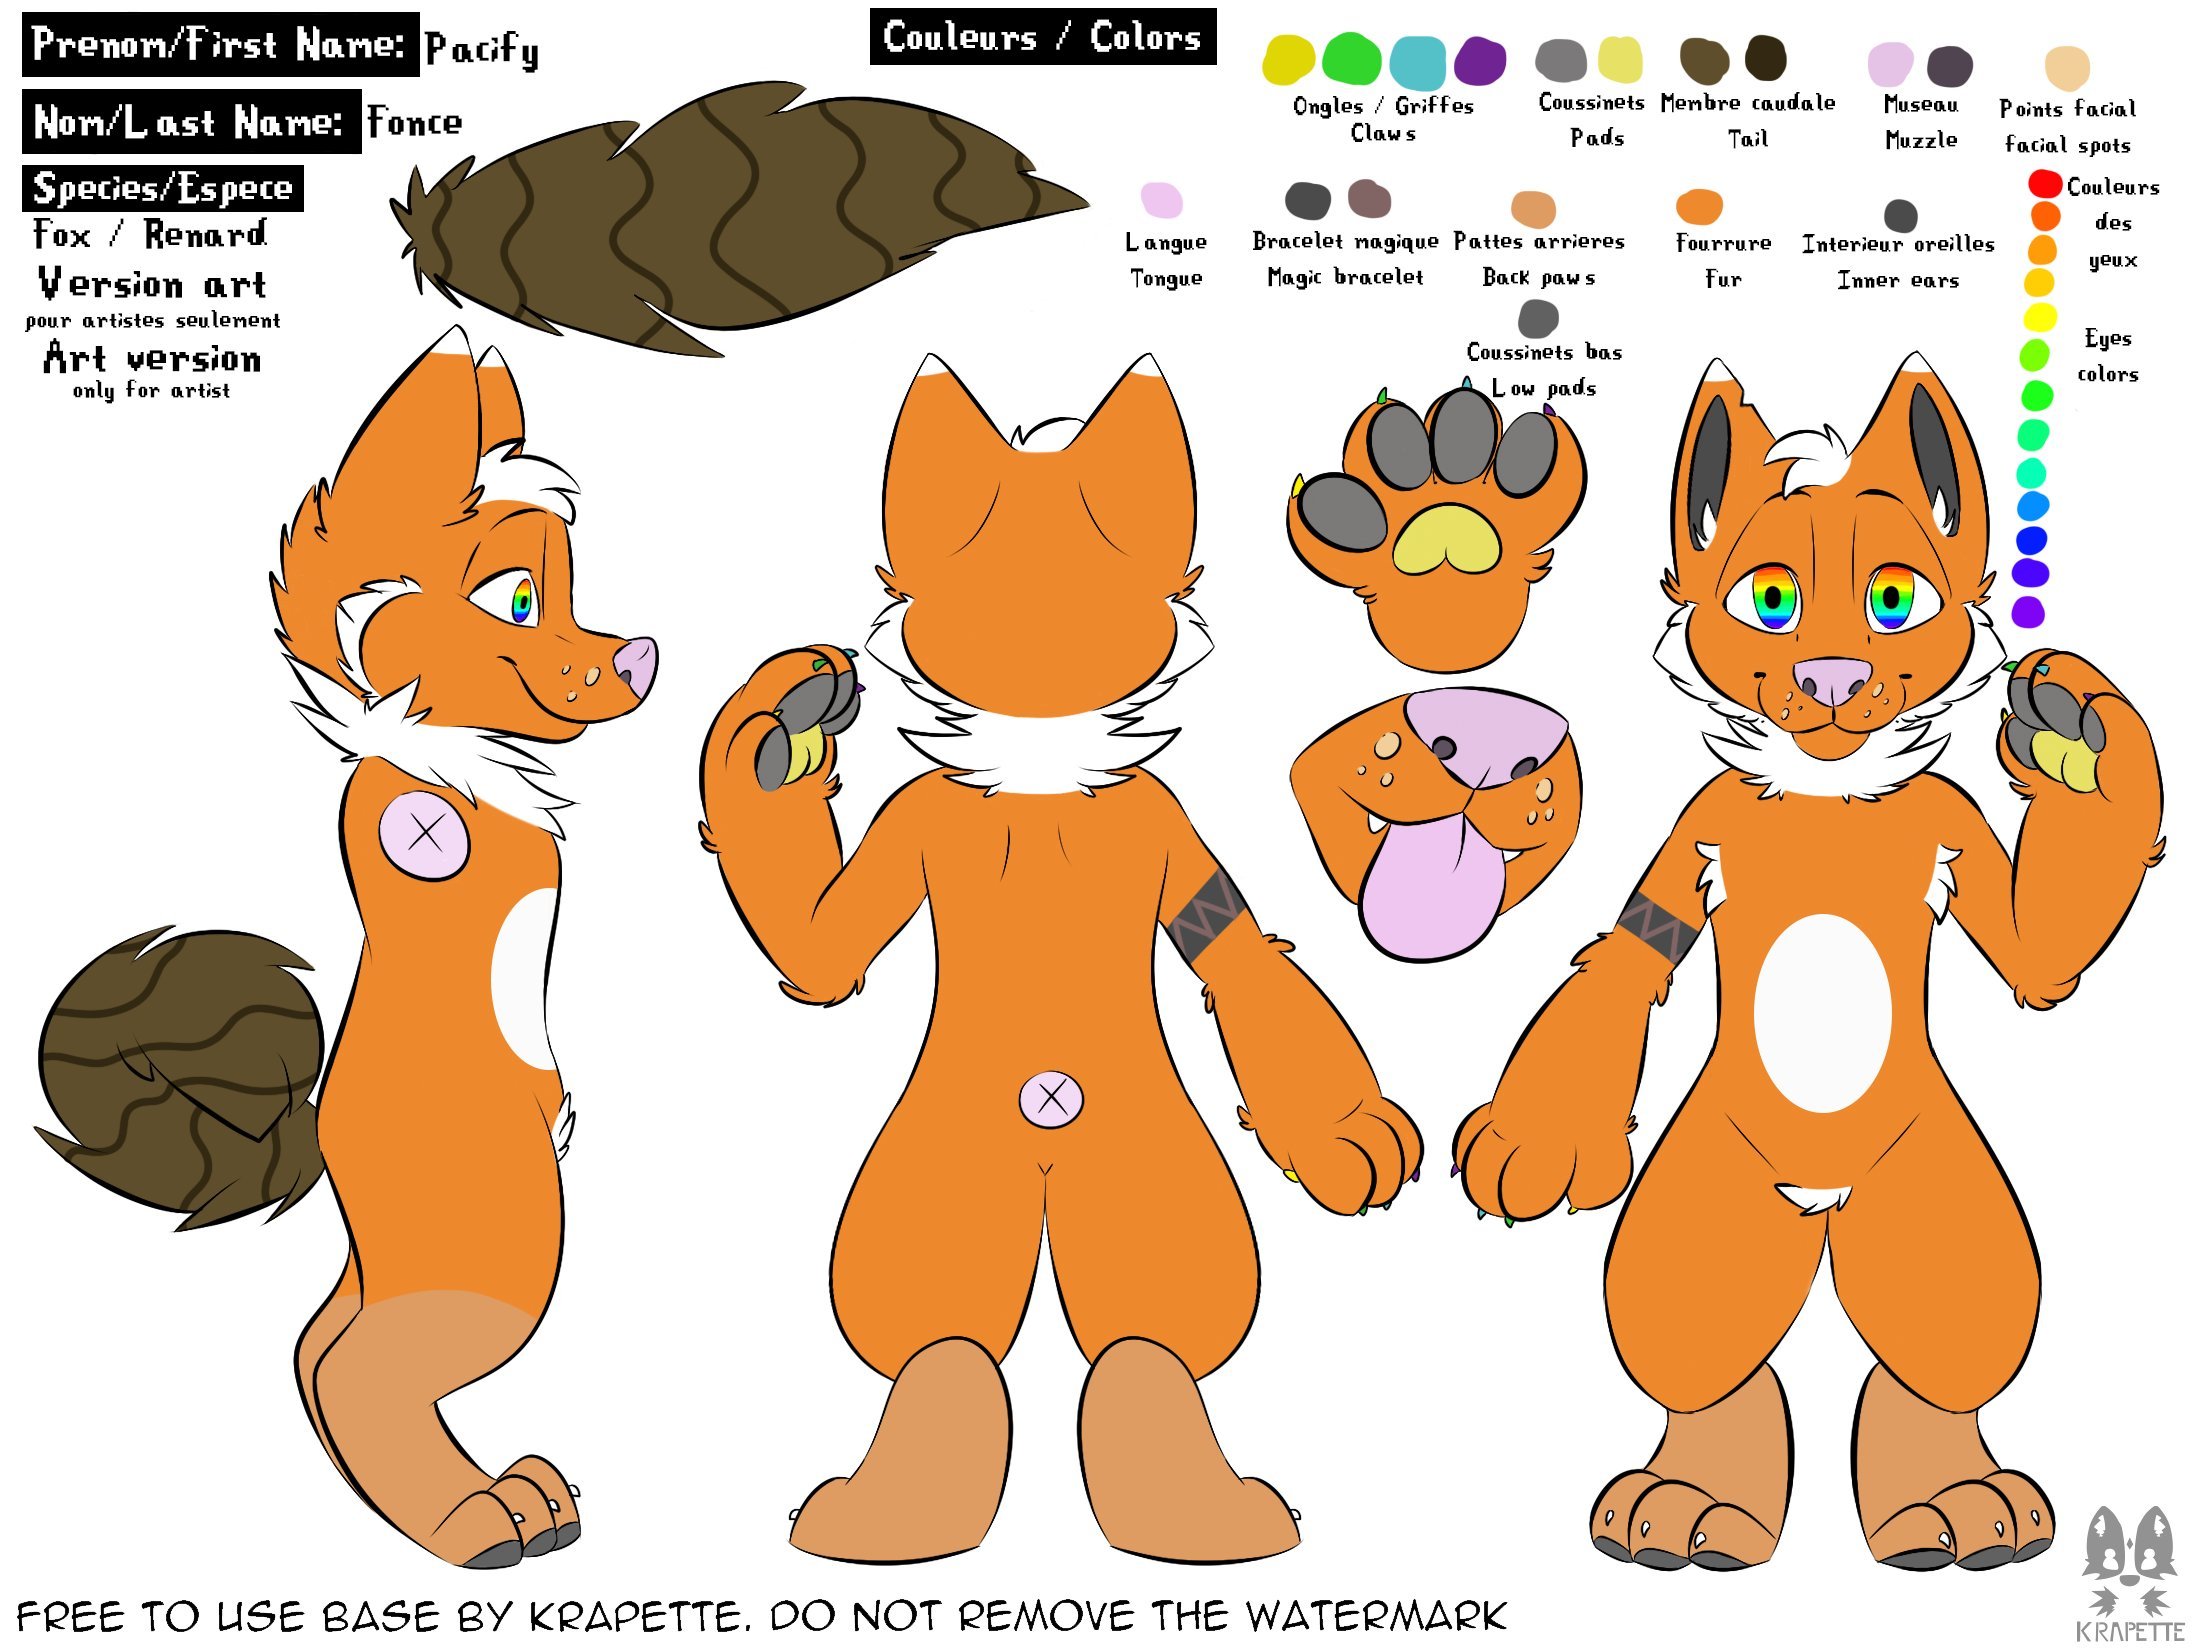 Prenom/First Name: Pacify
Nom/Last Name: Fonce
Species/Espece
Fox / Renard
Version art
pour artistes seulement
Art version
only for artist
Couleurs / Colors
Ongles / Griffes
Claws
Coussinets
Pads
Membre caudale
Tail
Museau
Muzzle
Points facial
facial spots
Langue
Tongue
Bracelet magique
Magic bracelet
Pattes arrieres
Back paws
Fourrure
Fur
Interieur oreilles
Inner ears
Couleurs
des
yeux
Eyes
colors
Coussinets bas
Low pads
FREE TO USE BASE BY KRAPETTE. DO NOT REMOVE THE WATERMARK
KRAPETTE